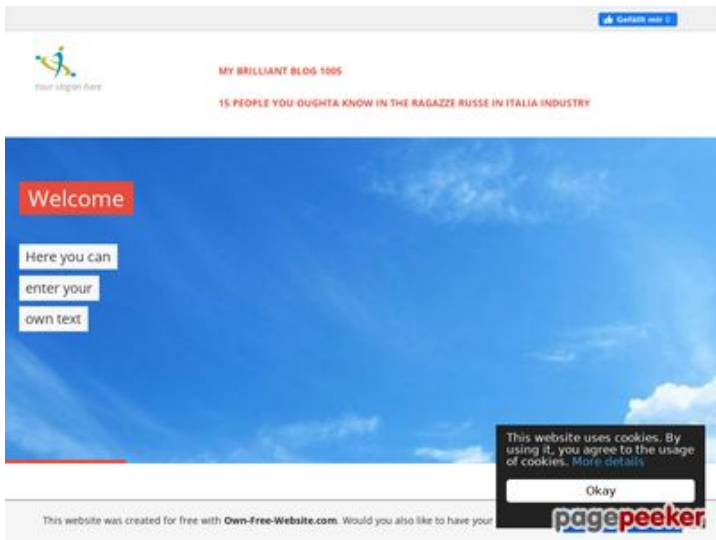 Gefällt mir 0
Your slogan here
MY BRILLIANT BLOG 1005
15 PEOPLE YOU OUGHTA KNOW IN THE RAGAZZE RUSSE IN ITALIA INDUSTRY
Welcome
Here you can
enter your
own text
This website uses cookies. By
using it, you agree to the usage
of cookies. More details
Okay
This website was created for free with Own-Free-Website.com. Would you also like to have your
pagepeeker